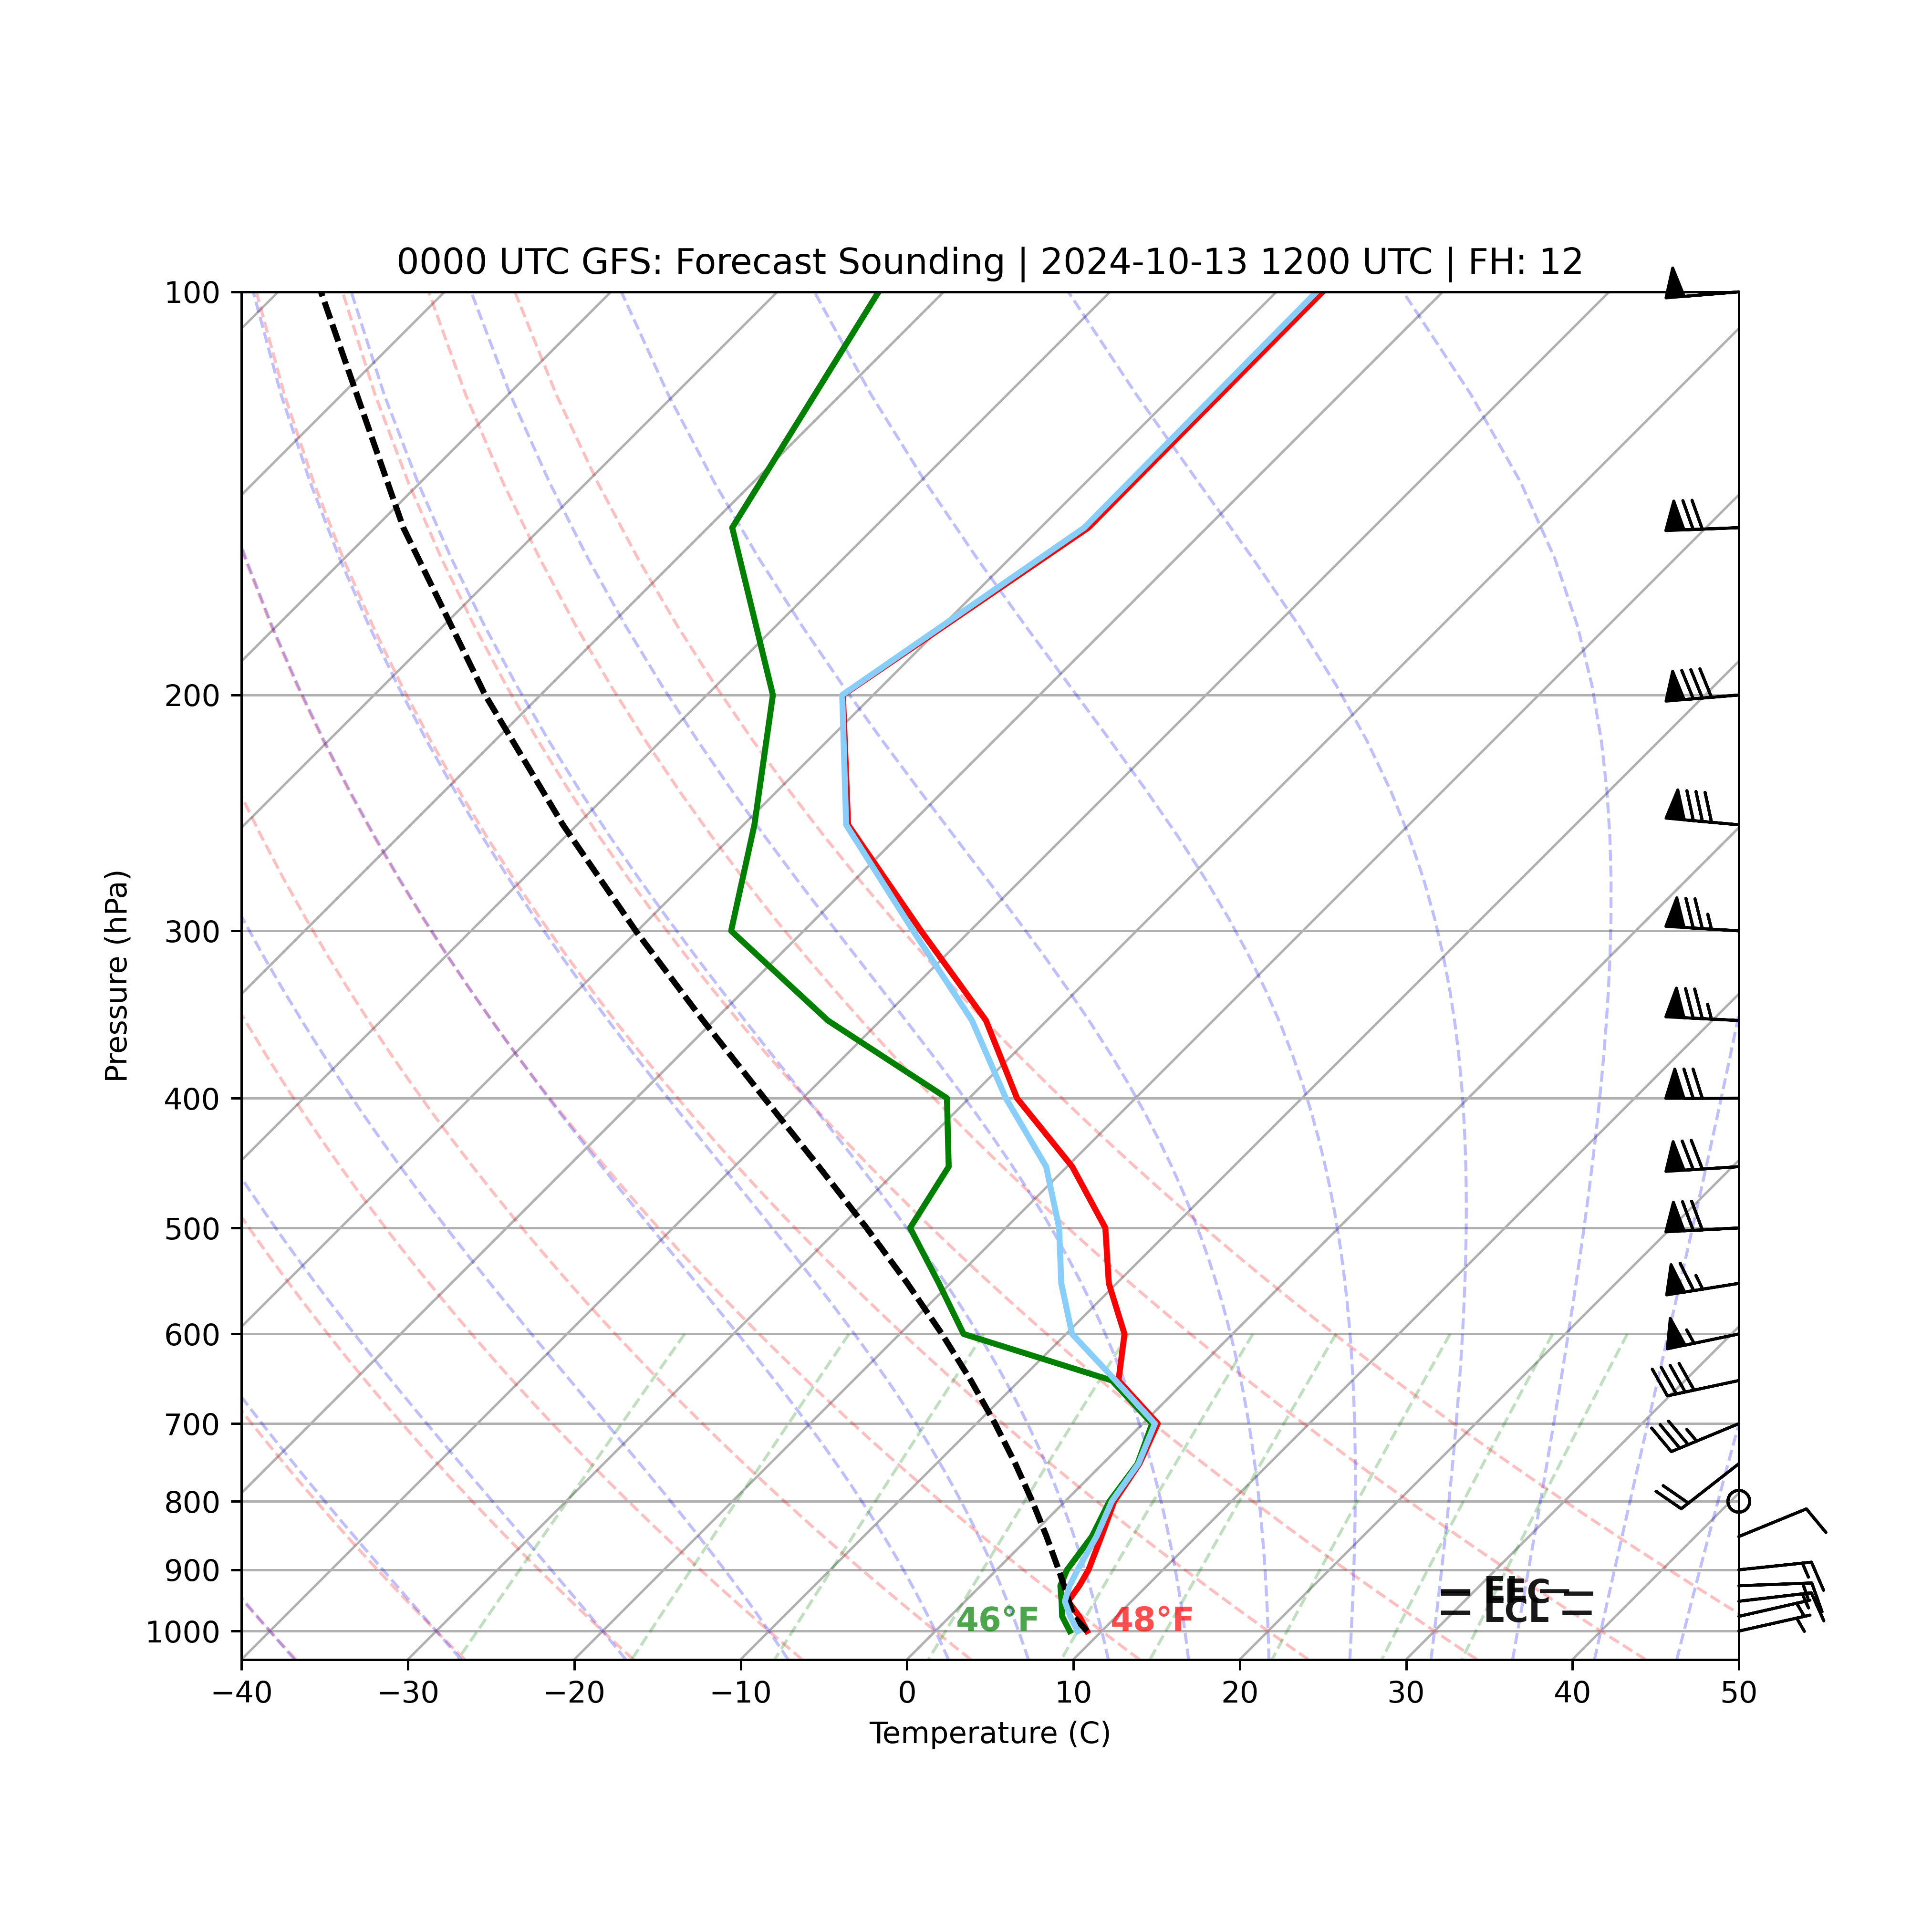 0000 UTC GFS: Forecast Sounding | 2024-10-13 1200 UTC | FH: 12
100
200
300
400
500
600
700
800
900
1000
Pressure (hPa)
46°F
48°F
LCL
−40 −30 −20 −10 0 10 20 30 40 50
Temperature (C)